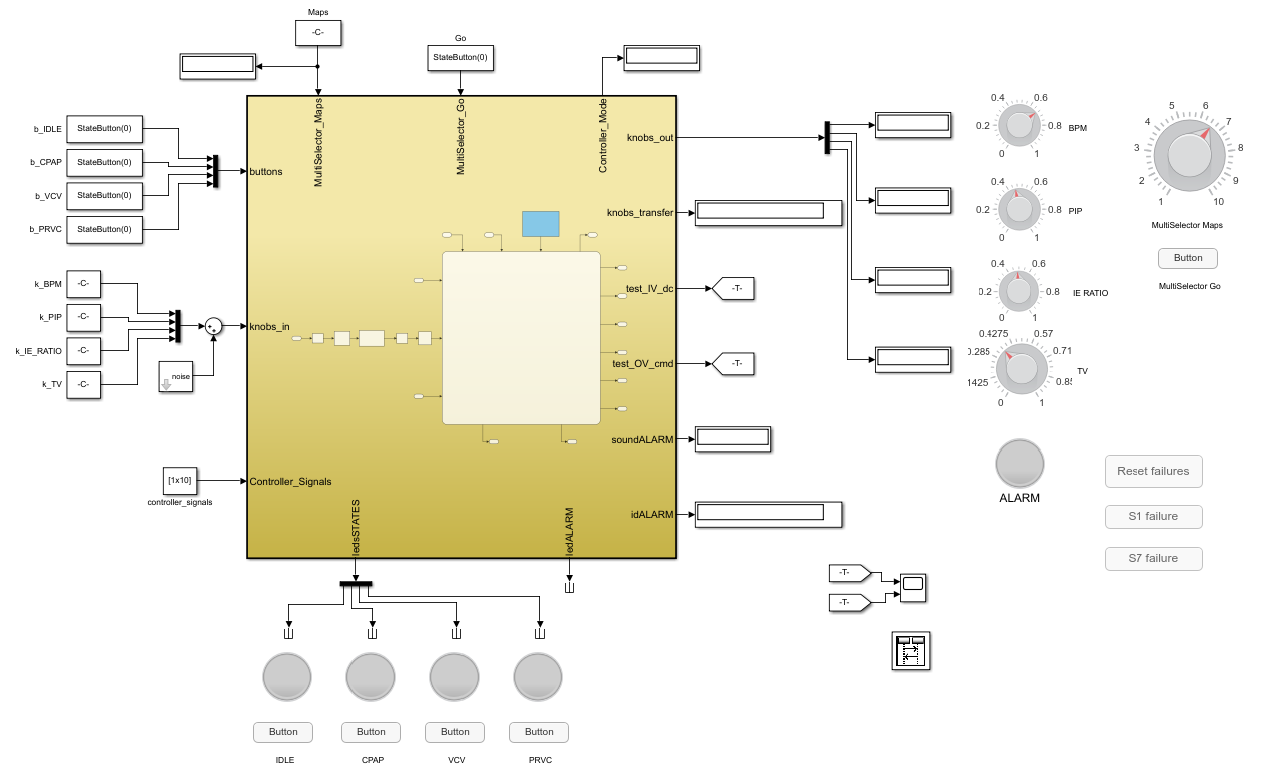 Maps
-C-
Go
StateButton(0)
MultiSelector_Maps
MultiSelector_Go
Controller_Mode
b_IDLE
StateButton(0)
b_CPAP
StateButton(0)
b_VCV
StateButton(0)
b_PRVC
StateButton(0)
buttons
k_BPM
-C-
k_PIP
-C-
k_IE_RATIO
-C-
k_TV
-C-
noise
+
+
knobs_in
[1x10]
controller_signals
Controller_Signals
knobs_out
knobs_transfer
test_IV_dc
-T-
test_OV_cmd
-T-
soundALARM
idALARM
ledsSTATES
ledALARM
0
0.2
0.4
0.6
0.8
1
BPM
0
0.2
0.4
0.6
0.8
1
PIP
0
0.2
0.4
0.6
0.8
1
IE RATIO
0
1425
0.285
0.4275
0.57
0.71
0.85
1
TV
1
2
3
4
5
6
7
8
9
10
MultiSelector Maps
Button
MultiSelector Go
ALARM
Reset failures
S1 failure
S7 failure
-T-
-T-
Button
Button
Button
Button
IDLE
CPAP
VCV
PRVC